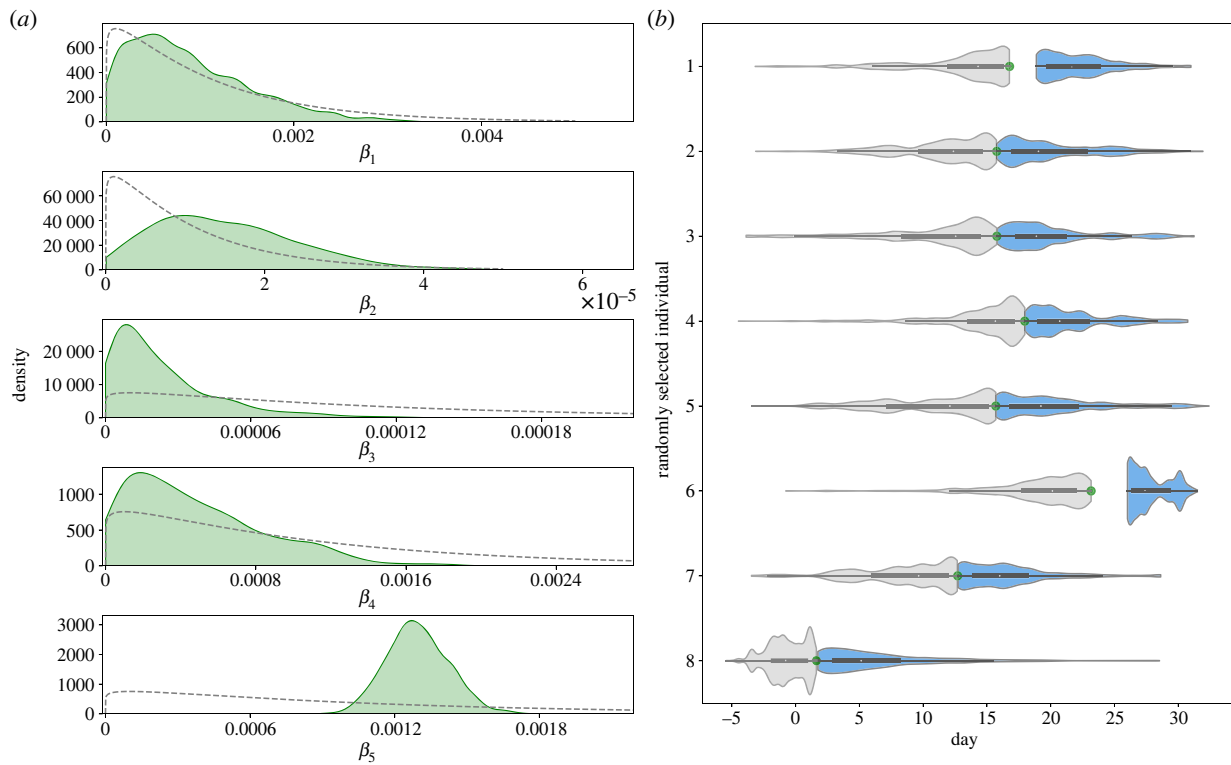 (a)
600
400
200
0
0 0.002 0.004
β1
60 000
40 000
20 000
0
0 2 4 6
×10–5
β2
20 000
10 000
0
0 0.00006 0.00012 0.00018
β3
1000
500
0
0 0.0008 0.0016 0.0024
β4
3000
2000
1000
0
0 0.0006 0.0012 0.0018
β5
density
(b)
1
2
3
4
5
6
7
8
randomly selected individual
–5 0 5 10 15 20 25 30
day